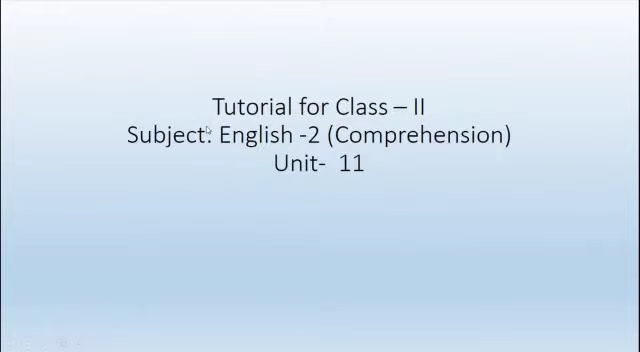 Tutorial for Class – II
Subject: English -2 (Comprehension)
Unit-  11